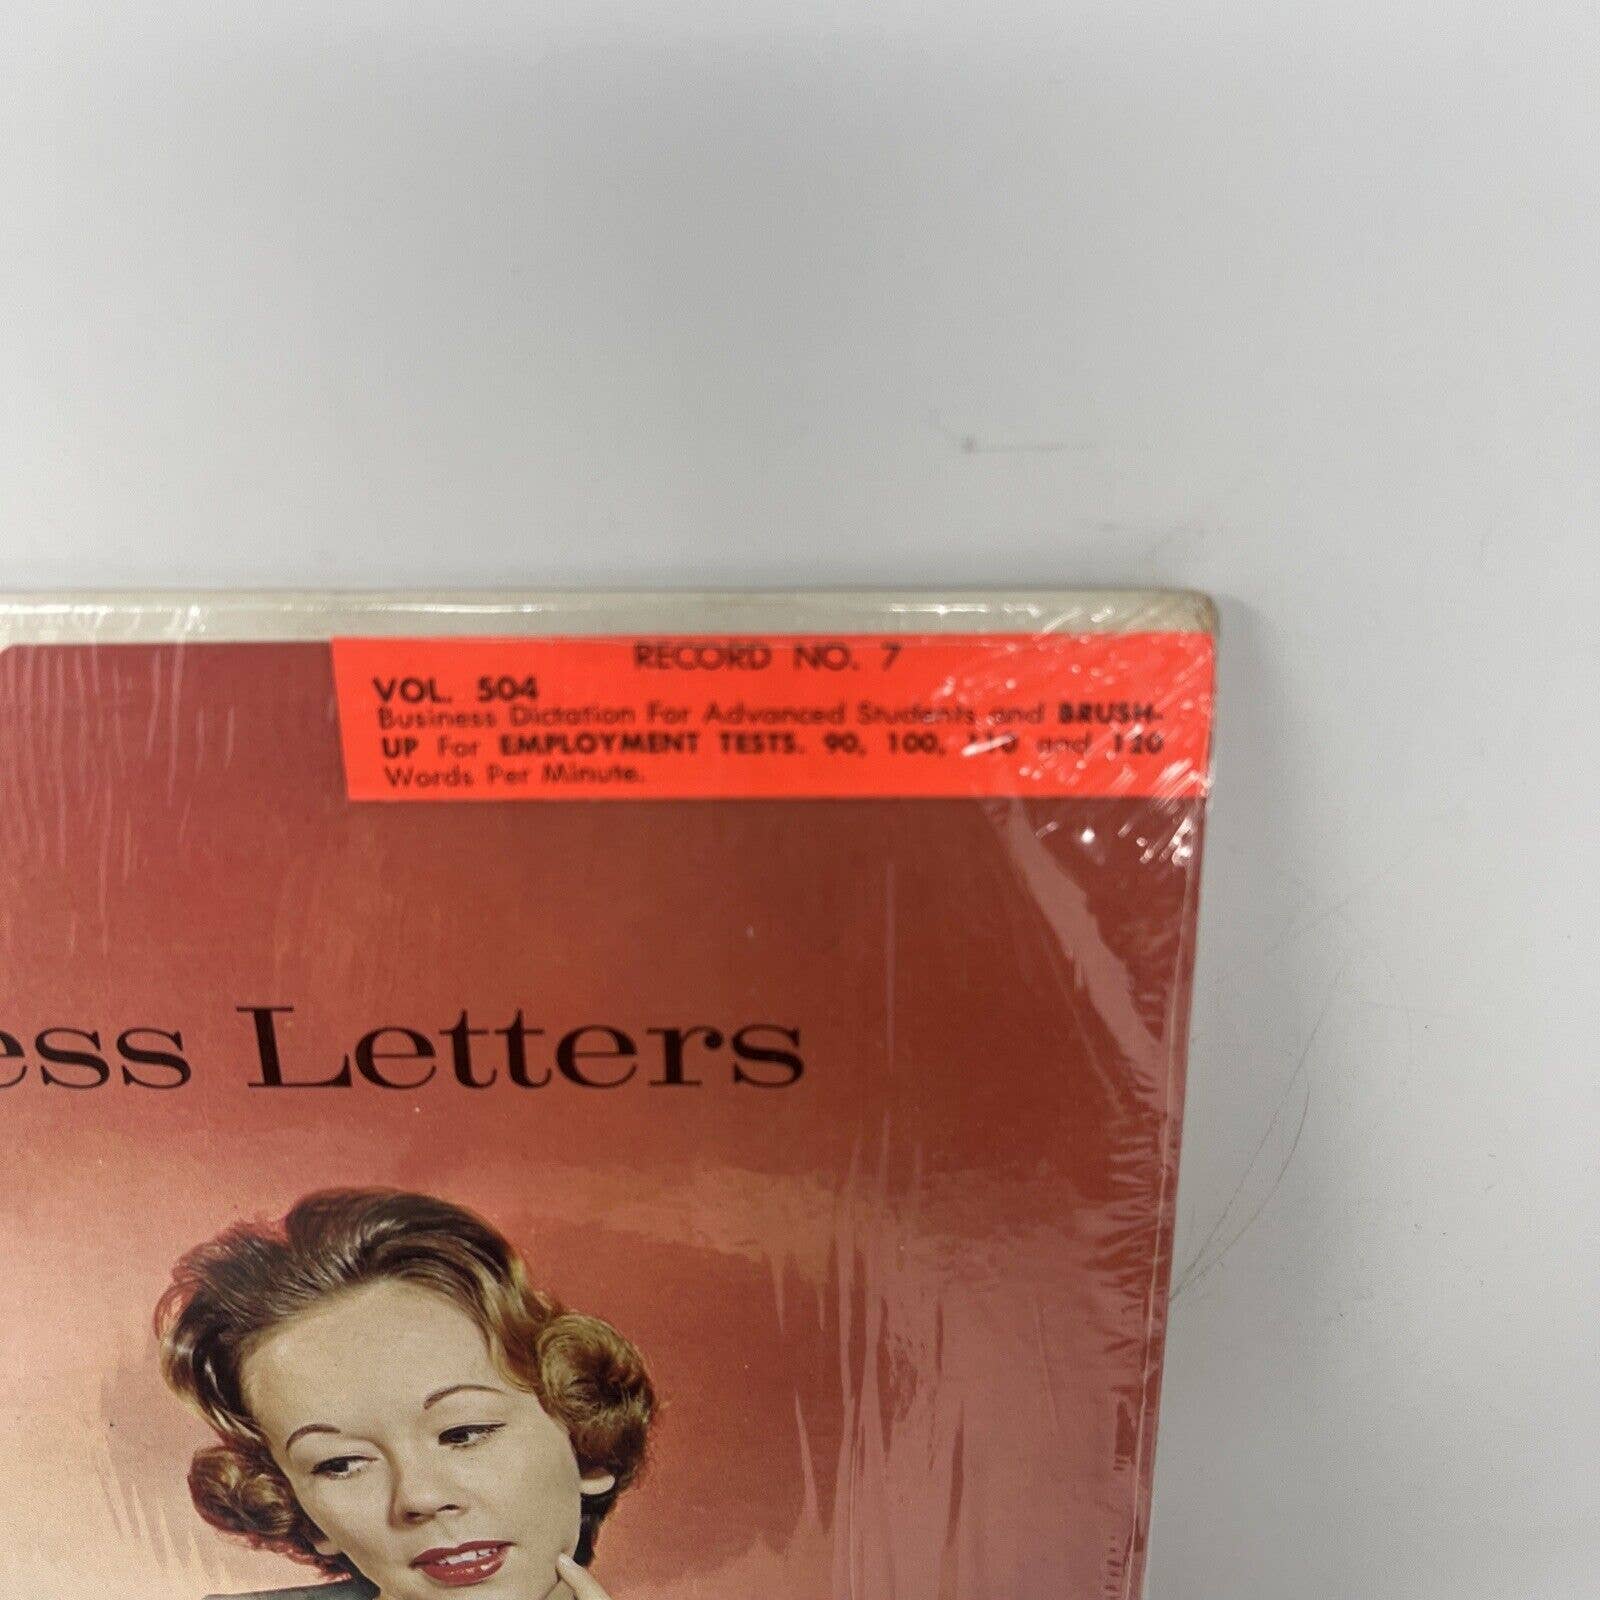 RECORD NO. 7
VOL. 504
Business Dictation For Advanced Students and BRUSH-
UP For EMPLOYMENT TESTS. 90, 100, 110 and 120
Words Per Minute.
ess Letters